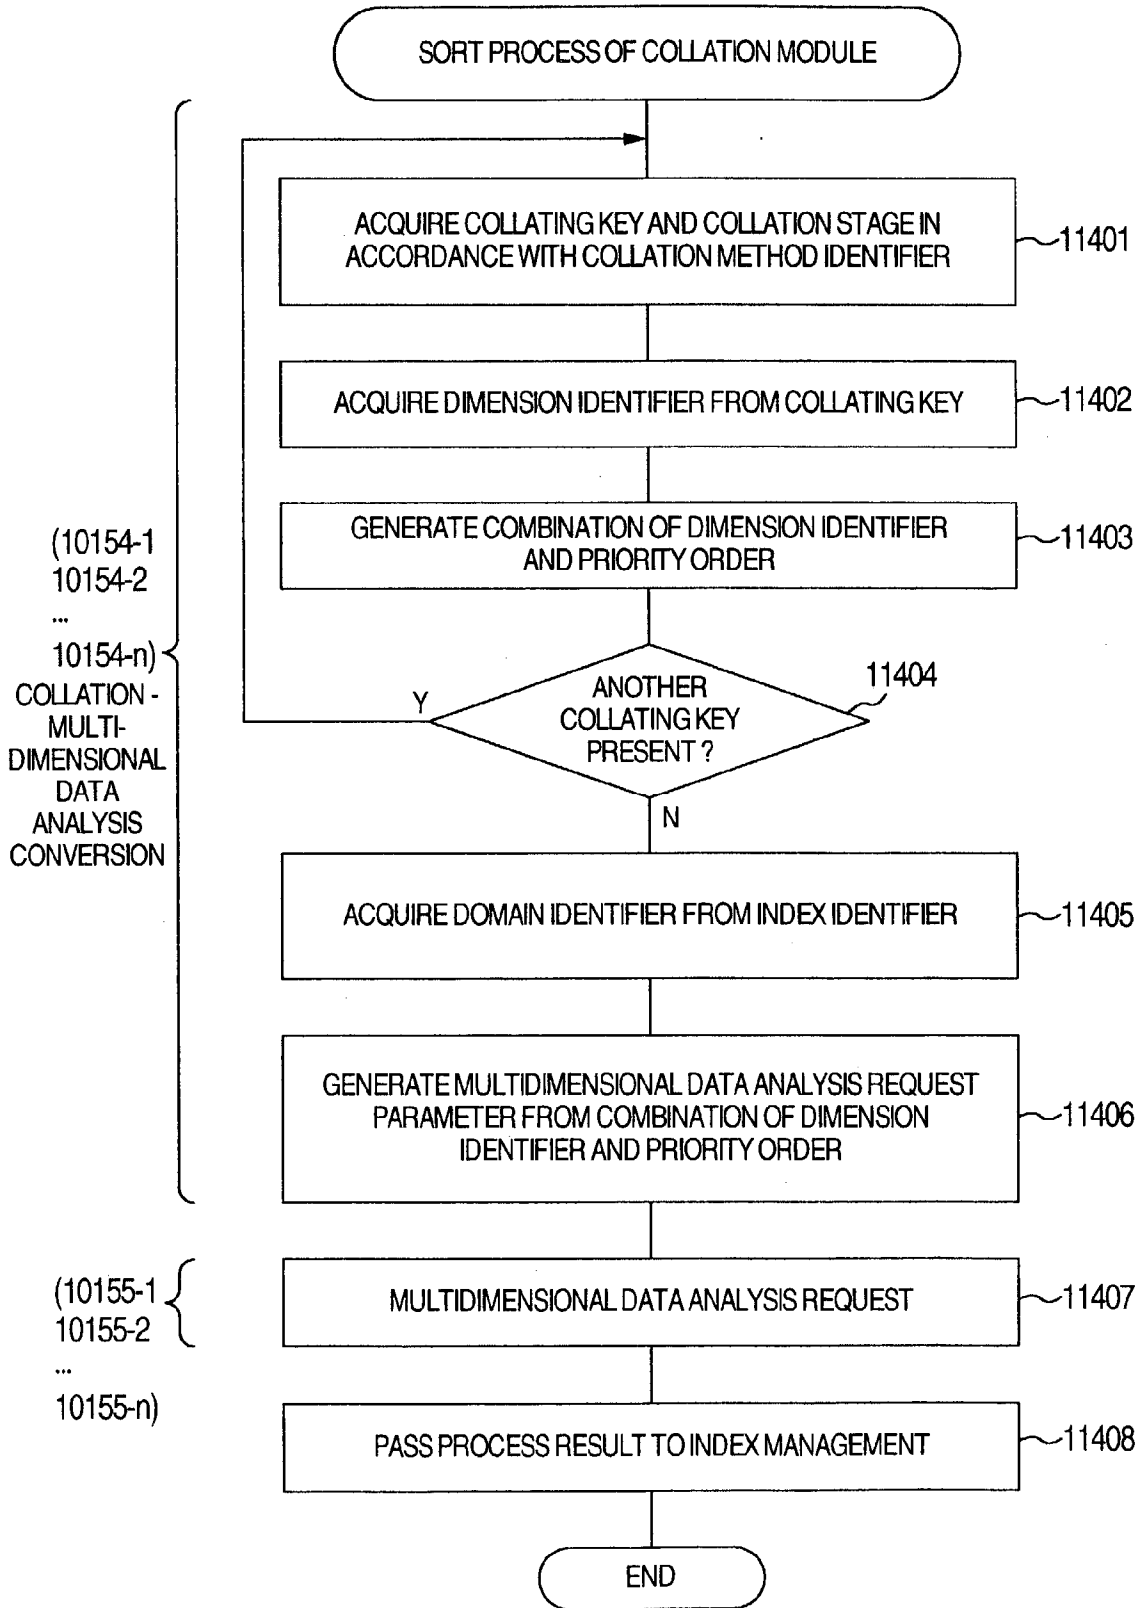 SORT PROCESS OF COLLATION MODULE
ACQUIRE COLLATING KEY AND COLLATION STAGE IN
ACCORDANCE WITH COLLATION METHOD IDENTIFIER
11401
ACQUIRE DIMENSION IDENTIFIER FROM COLLATING KEY
11402
GENERATE COMBINATION OF DIMENSION IDENTIFIER
AND PRIORITY ORDER
11403
(10154-1
10154-2
...
10154-n)
COLLATION -
MULTI-
DIMENSIONAL
DATA
ANALYSIS
CONVERSION
ANOTHER
COLLATING KEY
PRESENT ?
11404
Y
N
ACQUIRE DOMAIN IDENTIFIER FROM INDEX IDENTIFIER
11405
GENERATE MULTIDIMENSIONAL DATA ANALYSIS REQUEST
PARAMETER FROM COMBINATION OF DIMENSION
IDENTIFIER AND PRIORITY ORDER
11406
(10155-1
10155-2
...
10155-n)
MULTIDIMENSIONAL DATA ANALYSIS REQUEST
11407
PASS PROCESS RESULT TO INDEX MANAGEMENT
11408
END